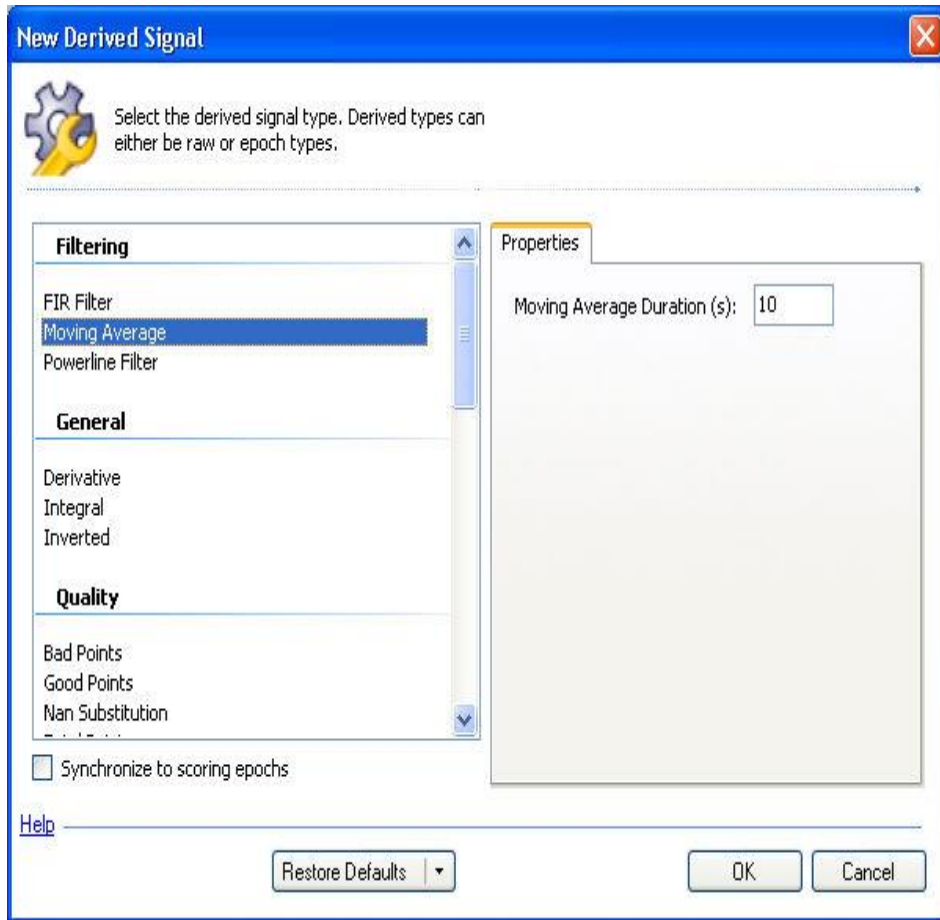 New Derived Signal
Select the derived signal type. Derived types can
either be raw or epoch types.
Filtering
FIR Filter
Moving Average
Powerline Filter
General
Derivative
Integral
Inverted
Quality
Bad Points
Good Points
Nan Substitution
Synchronize to scoring epochs
Properties
Moving Average Duration (s): 10
Help
Restore Defaults
OK
Cancel